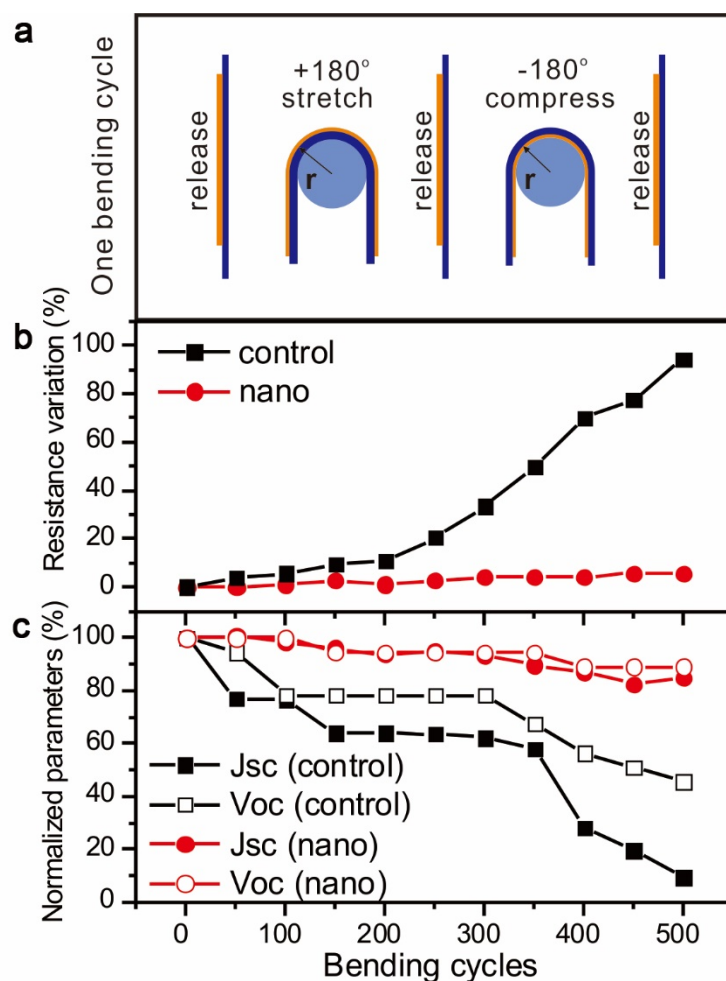 a
One bending cycle
release
+180°
stretch
r
release
-180°
compress
r
release
b
Resistance variation (%)
100
80
60
40
20
0
control
nano
c
Normalized parameters (%)
100
80
60
40
20
0
Jsc (control)
Voc (control)
Jsc (nano)
Voc (nano)
0 100 200 300 400 500
Bending cycles